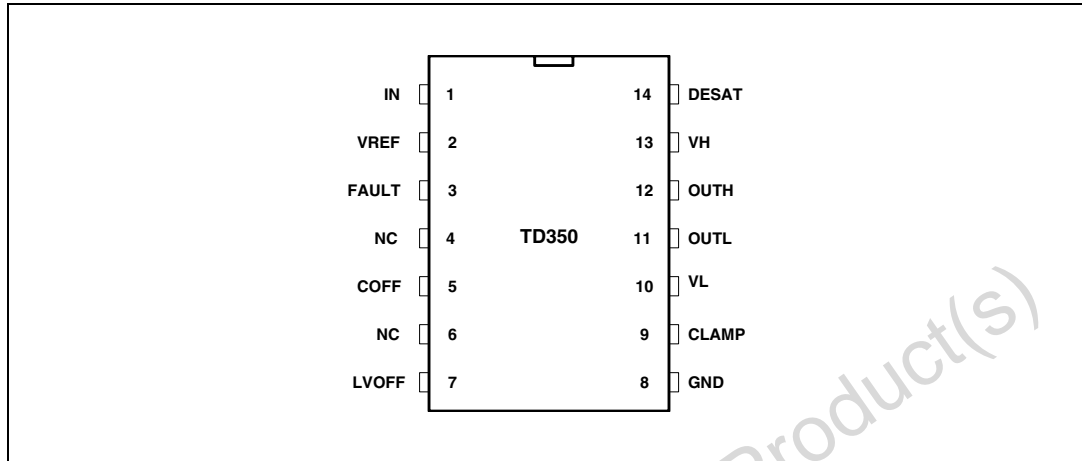 IN 1 14 DESAT
VREF 2 13 VH
FAULT 3 12 OUTH
NC 4 TD350 11 OUTL
COFF 5 10 VL
NC 6 9 CLAMP
LVOFF 7 8 GND
Product(s)